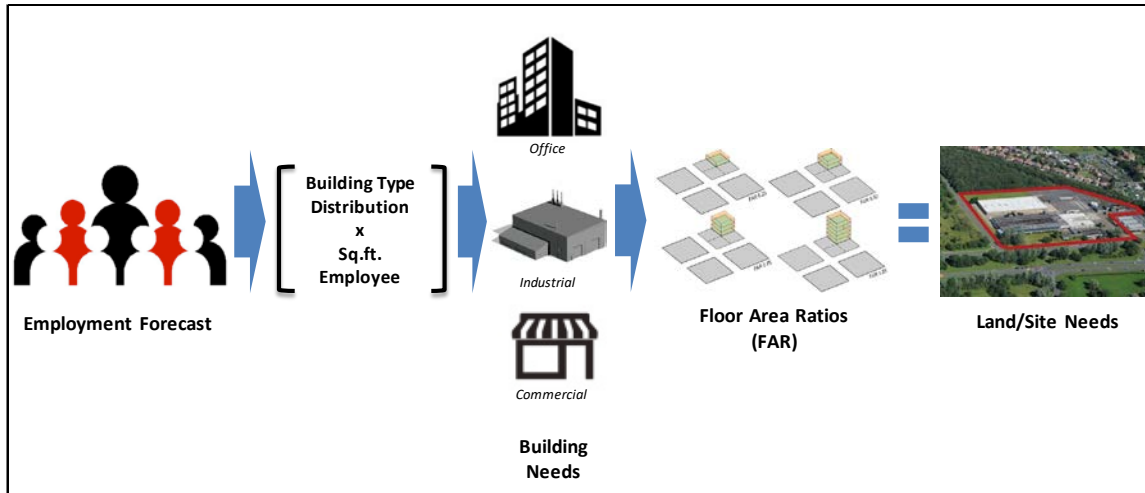 Employment Forecast
Building Type
Distribution
x
Sq.ft.
Employee
Office
Industrial
Commercial
Building
Needs
Floor Area Ratios
(FAR)
Land/Site Needs